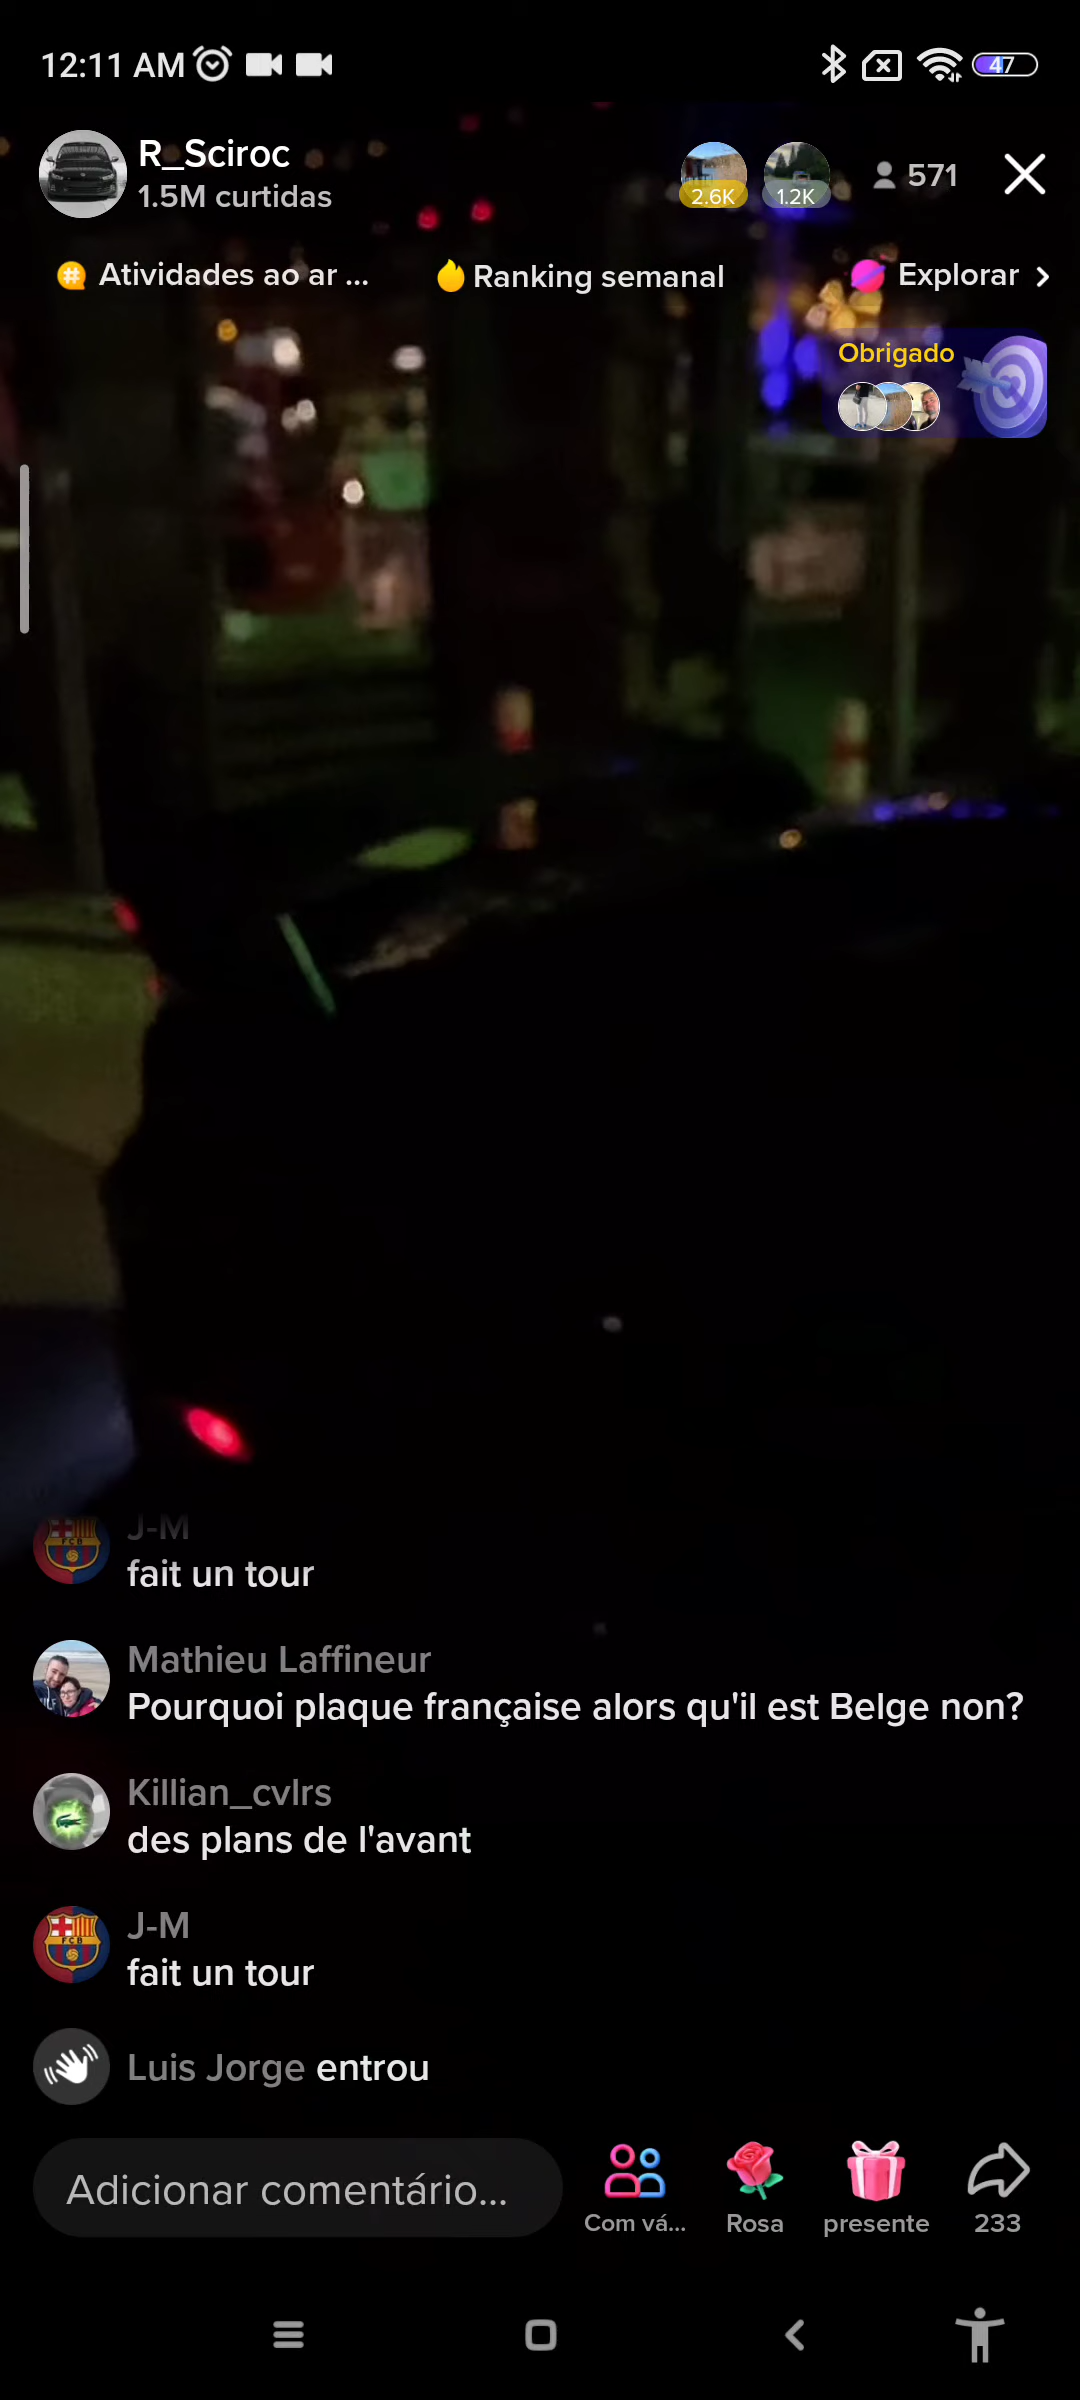 12:11 AM
47
R_Sciroc
1.5M curtidas
2.6K
1.2K
571
Atividades ao ar ...
Ranking semanal
Explorar
Obrigado
J-M
fait un tour
Mathieu Laffineur
Pourquoi plaque française alors qu'il est Belge non?
Killian_cvlrs
des plans de l'avant
J-M
fait un tour
Luis Jorge entrou
Adicionar comentário...
Com vá...
Rosa
presente
233